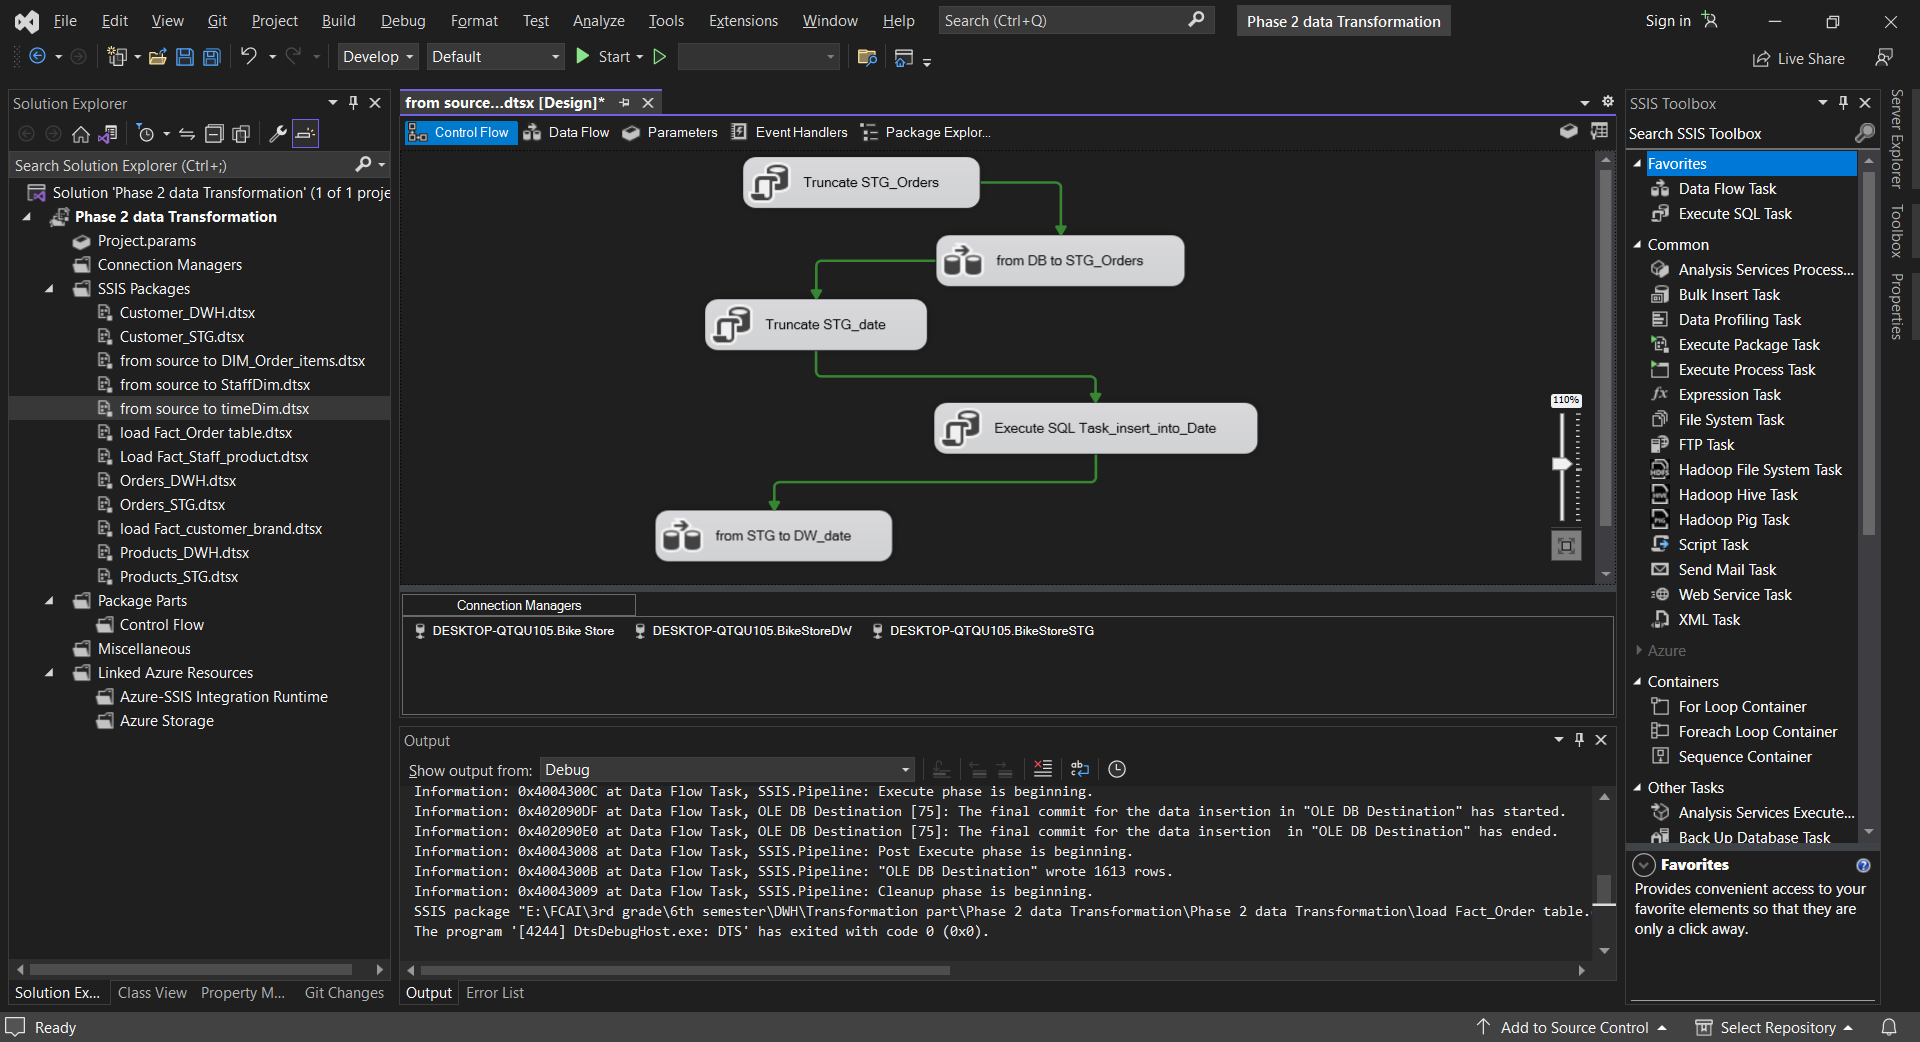 File Edit View Git Project Build Debug Format Test Analyze Tools Extensions Window Help Search (Ctrl+Q) Phase 2 data Transformation Sign in
Develop Default Start Live Share
Solution Explorer
Search Solution Explorer (Ctrl+;)
Solution 'Phase 2 data Transformation' (1 of 1 proje
Phase 2 data Transformation
Project.params
Connection Managers
SSIS Packages
Customer_DWH.dtsx
Customer_STG.dtsx
from source to DIM_Order_items.dtsx
from source to StaffDim.dtsx
from source to timeDim.dtsx
load Fact_Order table.dtsx
Load Fact_Staff_product.dtsx
Orders_DWH.dtsx
Orders_STG.dtsx
load Fact_customer_brand.dtsx
Products_DWH.dtsx
Products_STG.dtsx
Package Parts
Control Flow
Miscellaneous
Linked Azure Resources
Azure-SSIS Integration Runtime
Azure Storage
Solution Ex... Class View Property M... Git Changes
from source...dtsx [Design]*
Control Flow Data Flow Parameters Event Handlers Package Explor...
Truncate STG_Orders
from DB to STG_Orders
Truncate STG_date
Execute SQL Task_insert_into_Date
from STG to DW_date
110%
Connection Managers
DESKTOP-QTQU105.Bike Store DESKTOP-QTQU105.BikeStoreDW DESKTOP-QTQU105.BikeStoreSTG
Output
Show output from: Debug
Information: 0x4004300C at Data Flow Task, SSIS.Pipeline: Execute phase is beginning.
Information: 0x402090DF at Data Flow Task, OLE DB Destination [75]: The final commit for the data insertion in "OLE DB Destination" has started.
Information: 0x402090E0 at Data Flow Task, OLE DB Destination [75]: The final commit for the data insertion  in "OLE DB Destination" has ended.
Information: 0x40043008 at Data Flow Task, SSIS.Pipeline: Post Execute phase is beginning.
Information: 0x4004300B at Data Flow Task, SSIS.Pipeline: "OLE DB Destination" wrote 1613 rows.
Information: 0x40043009 at Data Flow Task, SSIS.Pipeline: Cleanup phase is beginning.
SSIS package "E:\FCAI\3rd grade\6th semester\DWH\Transformation part\Phase 2 data Transformation\Phase 2 data Transformation\load Fact_Order table.
The program '[4244] DtsDebugHost.exe: DTS' has exited with code 0 (0x0).
Output Error List
SSIS Toolbox
Search SSIS Toolbox
Favorites
Data Flow Task
Execute SQL Task
Common
Analysis Services Process...
Bulk Insert Task
Data Profiling Task
Execute Package Task
Execute Process Task
Expression Task
File System Task
FTP Task
Hadoop File System Task
Hadoop Hive Task
Hadoop Pig Task
Script Task
Send Mail Task
Web Service Task
XML Task
Azure
Containers
For Loop Container
Foreach Loop Container
Sequence Container
Other Tasks
Analysis Services Execute...
Back Up Database Task
Favorites
Provides convenient access to your
favorite elements so that they are
only a click away.
Server Explorer
Toolbox
Properties
Ready Add to Source Control Select Repository